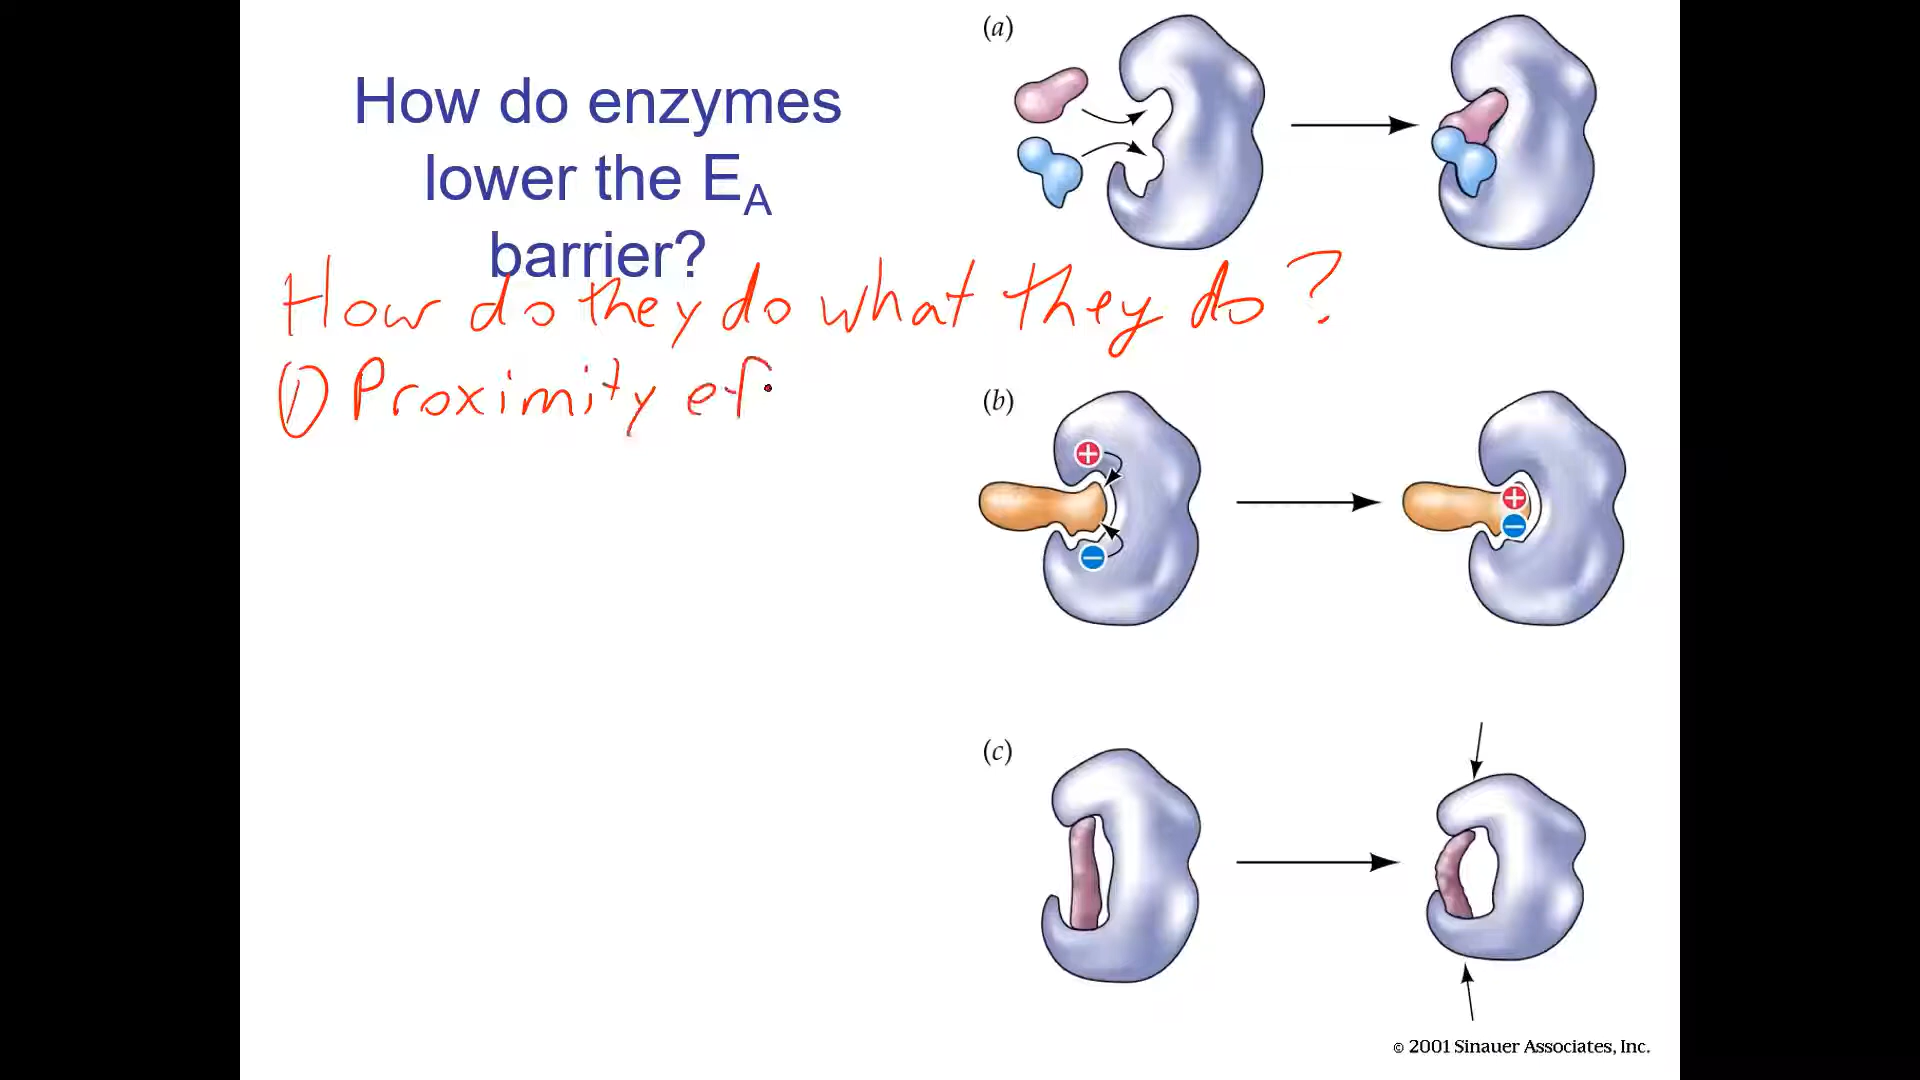 How do enzymes
lower the EA
barrier?
How do they do what they do?
① Proximity ef
(a)
(b)
+
−
+
−
(c)
© 2001 Sinauer Associates, Inc.